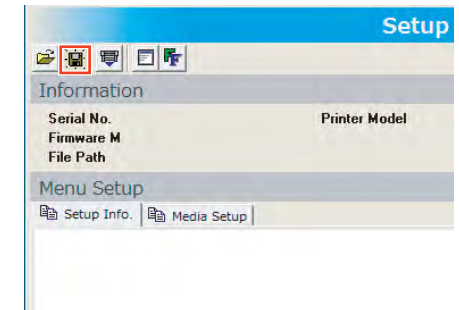 Setup
Information
Serial No. Printer Model
Firmware M
File Path
Menu Setup
Setup Info. Media Setup